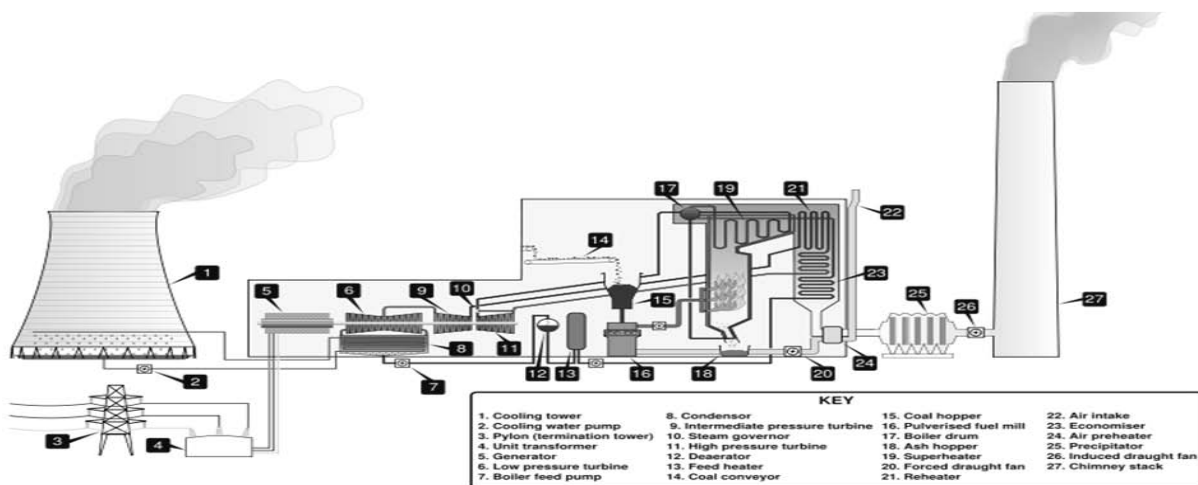 17
19
21
22
14
1
5
6
9
10
15
23
25
26
27
11
8
2
7
12
13
16
18
20
24
3
4
KEY
1. Cooling tower
2. Cooling water pump
3. Pylon (termination tower)
4. Unit transformer
5. Generator
6. Low pressure turbine
7. Boiler feed pump
8. Condensor
9. Intermediate pressure turbine
10. Steam governor
11. High pressure turbine
12. Deaerator
13. Feed heater
14. Coal conveyor
15. Coal hopper
16. Pulverised fuel mill
17. Boiler drum
18. Ash hopper
19. Superheater
20. Forced draught fan
21. Reheater
22. Air intake
23. Economiser
24. Air preheater
25. Precipitator
26. Induced draught fan
27. Chimney stack